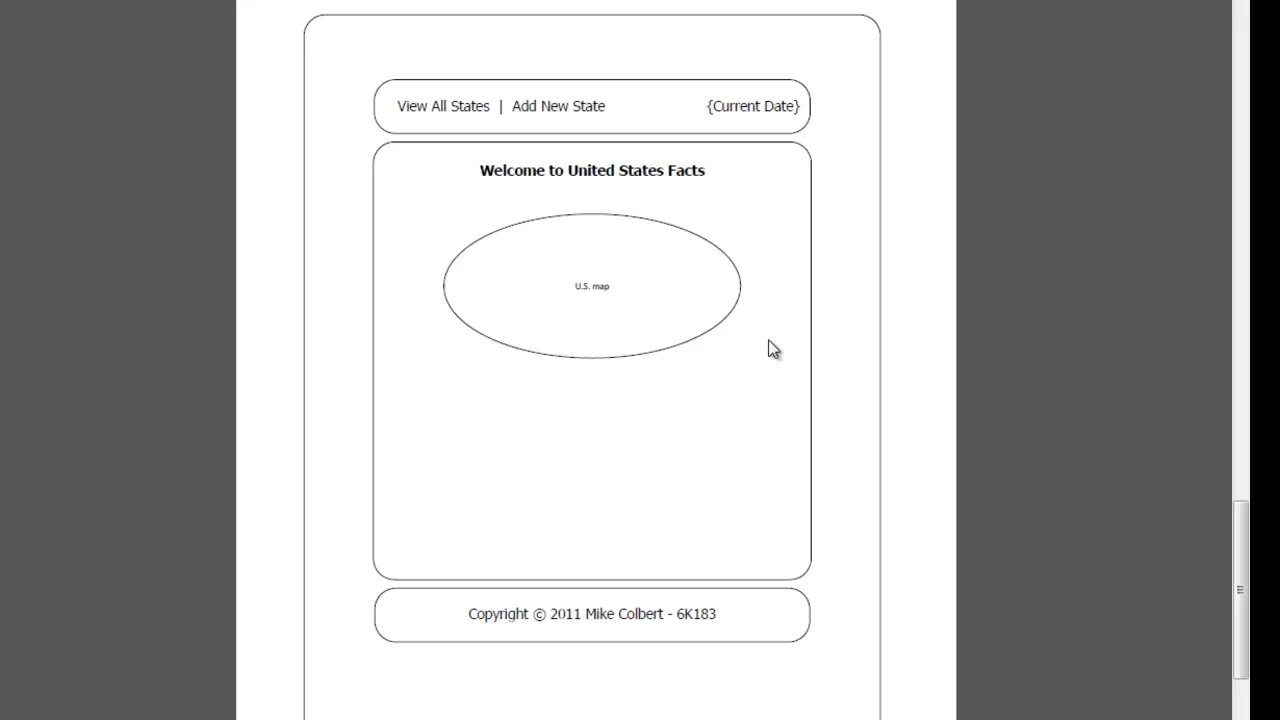 View All States | Add New State {Current Date}
Welcome to United States Facts
U.S. map
Copyright © 2011 Mike Colbert - 6K183